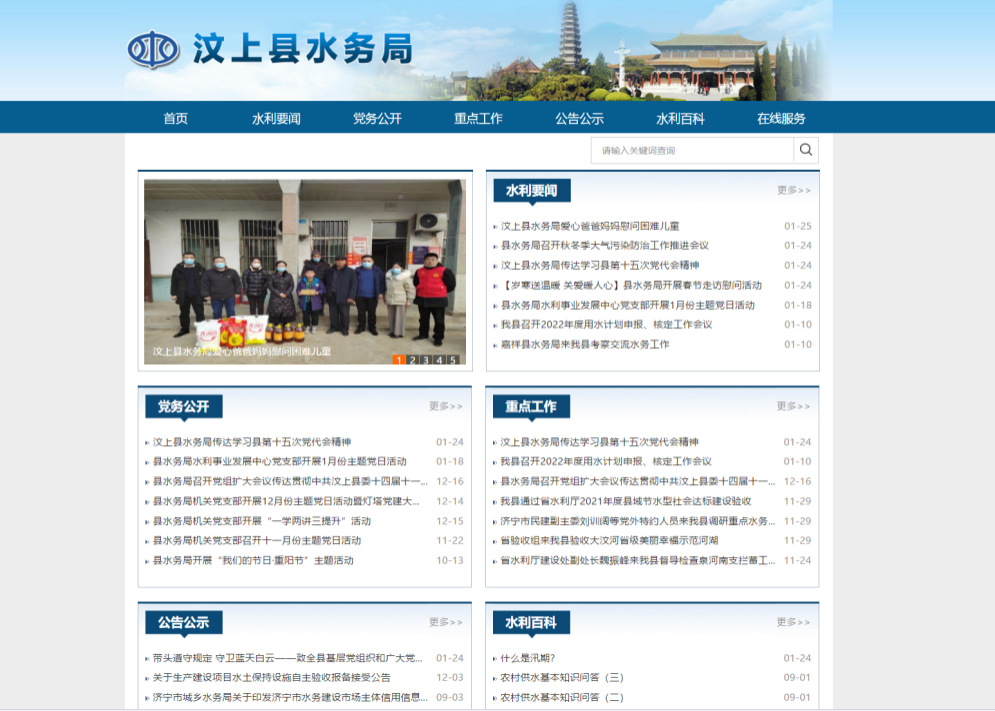 汶上县水务局
首页 水利要闻 党务公开 重点工作 公告公示 水利百科 在线服务
请输入关键词查询
汶上县水务局爱心爸爸妈妈慰问困难儿童
1 2 3 4 5
水利要闻 更多>>
汶上县水务局爱心爸爸妈妈慰问困难儿童 01-25
县水务局召开秋冬季大气污染防治工作推进会议 01-24
汶上县水务局传达学习县第十五次党代会精神 01-24
【岁寒送温暖 关爱暖人心】县水务局开展春节走访慰问活动 01-24
县水务局水利事业发展中心党支部开展1月份主题党日活动 01-18
我县召开2022年度用水计划申报、核定工作会议 01-10
嘉祥县水务局来我县考察交流水务工作 01-10
党务公开 更多>>
汶上县水务局传达学习县第十五次党代会精神 01-24
县水务局水利事业发展中心党支部开展1月份主题党日活动 01-18
县水务局召开党组扩大会议传达贯彻中共汶上县委十四届十一... 12-16
县水务局机关党支部开展12月份主题党日活动暨灯塔党建大... 12-14
县水务局机关党支部开展“一学两讲三提升”活动 12-15
县水务局机关党支部召开十一月份主题党日活动 11-22
县水务局开展“我们的节日·重阳节”主题活动 10-13
重点工作 更多>>
汶上县水务局传达学习县第十五次党代会精神 01-24
我县召开2022年度用水计划申报、核定工作会议 01-10
县水务局召开党组扩大会议传达贯彻中共汶上县委十四届十一... 12-16
我县通过省水利厅2021年度县域节水型社会达标建设验收 11-29
济宁市民建副主委刘训阔等党外特约人员来我县调研重点水务... 11-29
省验收组来我县验收大汶河省级美丽幸福示范河湖 11-29
省水利厅建设处副处长魏振峰来我县督导检查泉河南支拦蓄工... 11-24
公告公示 更多>>
带头遵守规定 守卫蓝天白云——致全县基层党组织和广大党... 01-24
关于生产建设项目水土保持设施自主验收报备接受公告 12-03
济宁市城乡水务局关于印发济宁市水务建设市场主体信用信息... 09-03
水利百科 更多>>
什么是汛期? 01-24
农村供水基本知识问答（三） 09-01
农村供水基本知识问答（二） 09-01